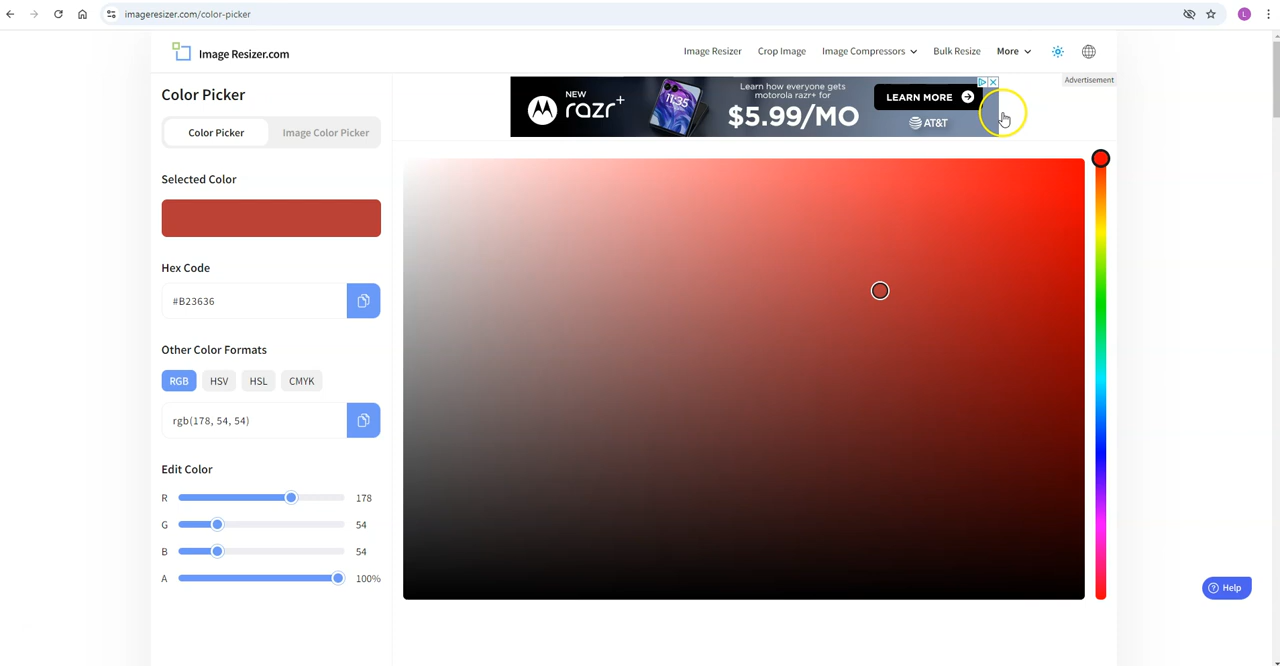 imageresizer.com/color-picker
L
Image Resizer.com
Image Resizer
Crop Image
Image Compressors
Bulk Resize
More
Color Picker
Color Picker
Image Color Picker
NEW
razr+
11:35
Learn how everyone gets
motorola razr+ for
$5.99/MO
LEARN MORE
AT&T
Advertisement
Selected Color
Hex Code
#B23636
Other Color Formats
RGB
HSV
HSL
CMYK
rgb(178, 54, 54)
Edit Color
R 178
G 54
B 54
A 100%
Help